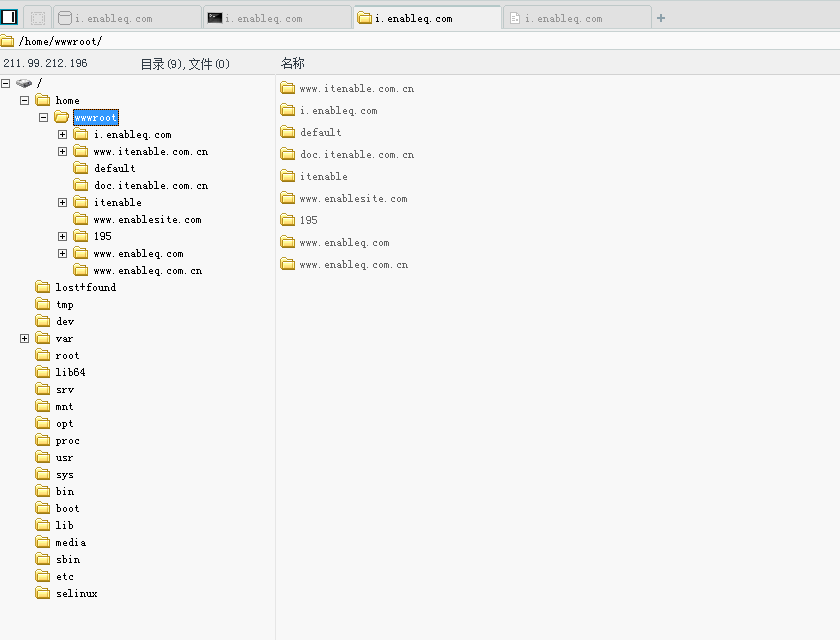 i.enableq.com
i.enableq.com
i.enableq.com
i.enableq.com
/home/wwwroot/
211.99.212.196 目录(9),文件(0) 名称
/
home
wwwroot
i.enableq.com
www.itenable.com.cn
default
doc.itenable.com.cn
itenable
www.enablesite.com
195
www.enableq.com
www.enableq.com.cn
lost+found
tmp
dev
var
root
lib64
srv
mnt
opt
proc
usr
sys
bin
boot
lib
media
sbin
etc
selinux
www.itenable.com.cn
i.enableq.com
default
doc.itenable.com.cn
itenable
www.enablesite.com
195
www.enableq.com
www.enableq.com.cn